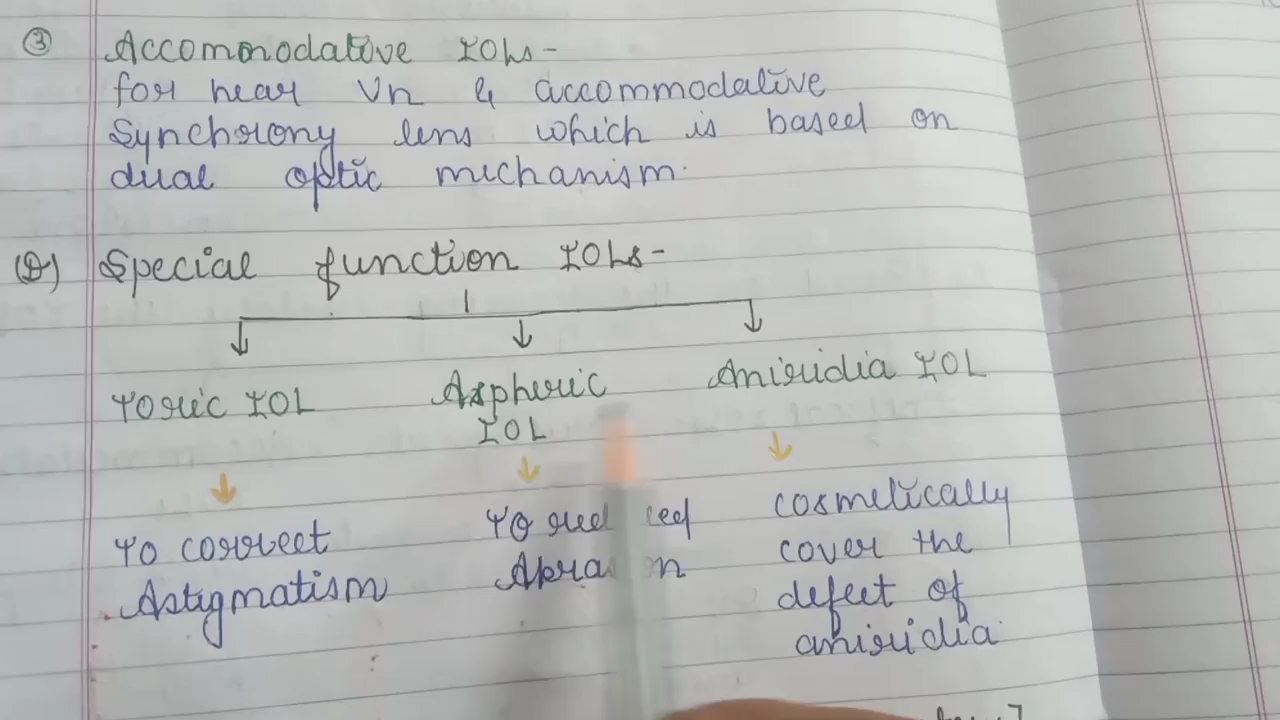 ③ Accomodative IOLs-
for near Vn & accommodative
Synchrony lens which is based on
dual optic mechanism.
(D) Special function IOLs-
Toric IOL
Aspheric
IOL
Aniridia IOL
To correct
Astigmatism
To
cosmetically
cover the
defect of
aniridia